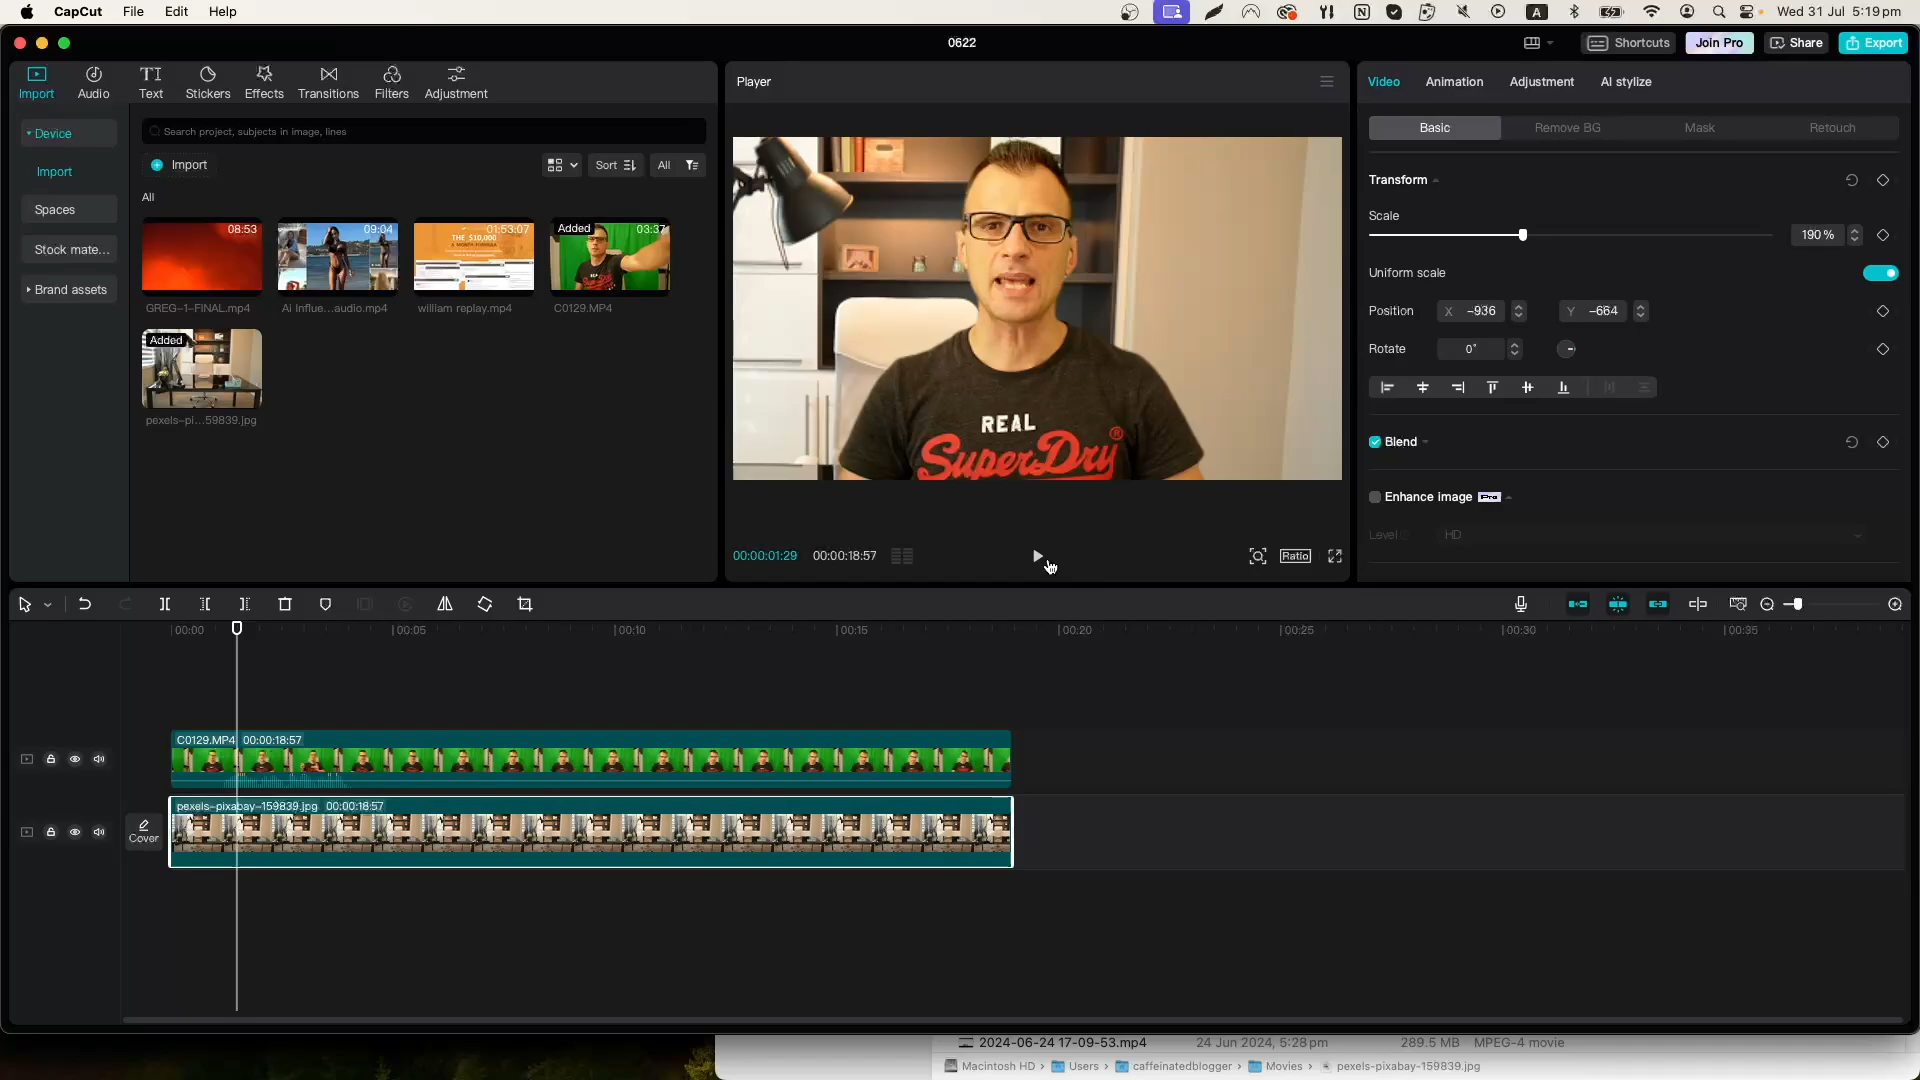 CapCut File Edit Help
A Wed 31 Jul 5:19 pm
0622
Shortcuts Join Pro Share Export
Import Audio Text Stickers Effects Transitions Filters Adjustment
Device
Import
Spaces
Stock mate...
Brand assets
Search project, subjects in image, lines
Import Sort All
All
08:53
GREG-1-FINAL.mp4
09:04
Ai Influe...audio.mp4
THE $10,000
A MONTH FORMULA
01:53:07
william replay.mp4
Added 03:37
C0129.MP4
Added
pexels-pi...59839.jpg
Player
REAL
SuperDry®
00:00:01:29 00:00:18:57 Ratio
Video Animation Adjustment AI stylize
Basic Remove BG Mask Retouch
Transform
Scale
190 %
Uniform scale
Position X -936 Y -664
Rotate 0°
Blend
Enhance image Pro
Level HD
00:00 00:05 00:10 00:15 00:20 00:25 00:30 00:35
C0129.MP4 00:00:18:57
Cover
pexels-pixabay-159839.jpg 00:00:18:57
2024-06-24 17-09-53.mp4 24 Jun 2024, 5:28 pm 289.5 MB MPEG-4 movie
Macintosh HD › Users › caffeinatedblogger › Movies › pexels-pixabay-159839.jpg